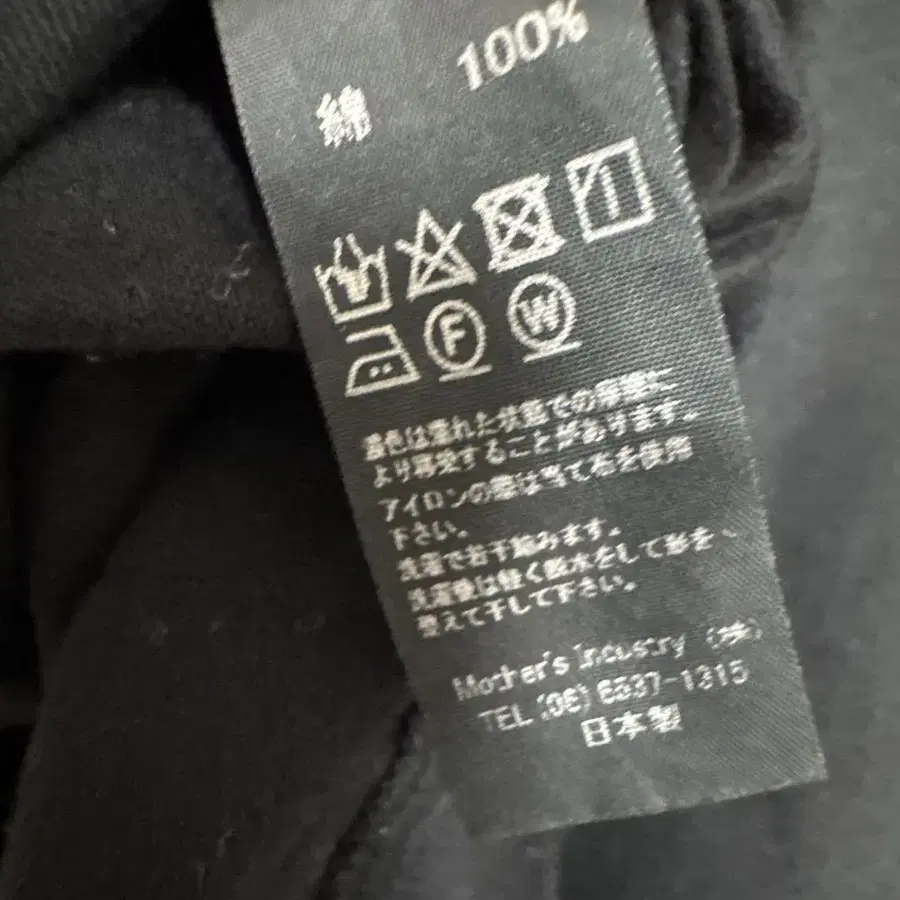 綿 100%
F W
濃色は濡れた状態での摩擦に
より移染することがあります。
アイロンの際は当て布を使用
下さい。
洗濯で若干縮みます。
洗濯後は軽く脱水をして形を
整えて干して下さい。
Mother's Industry (株)
TEL (06) 6537-1315
日本製